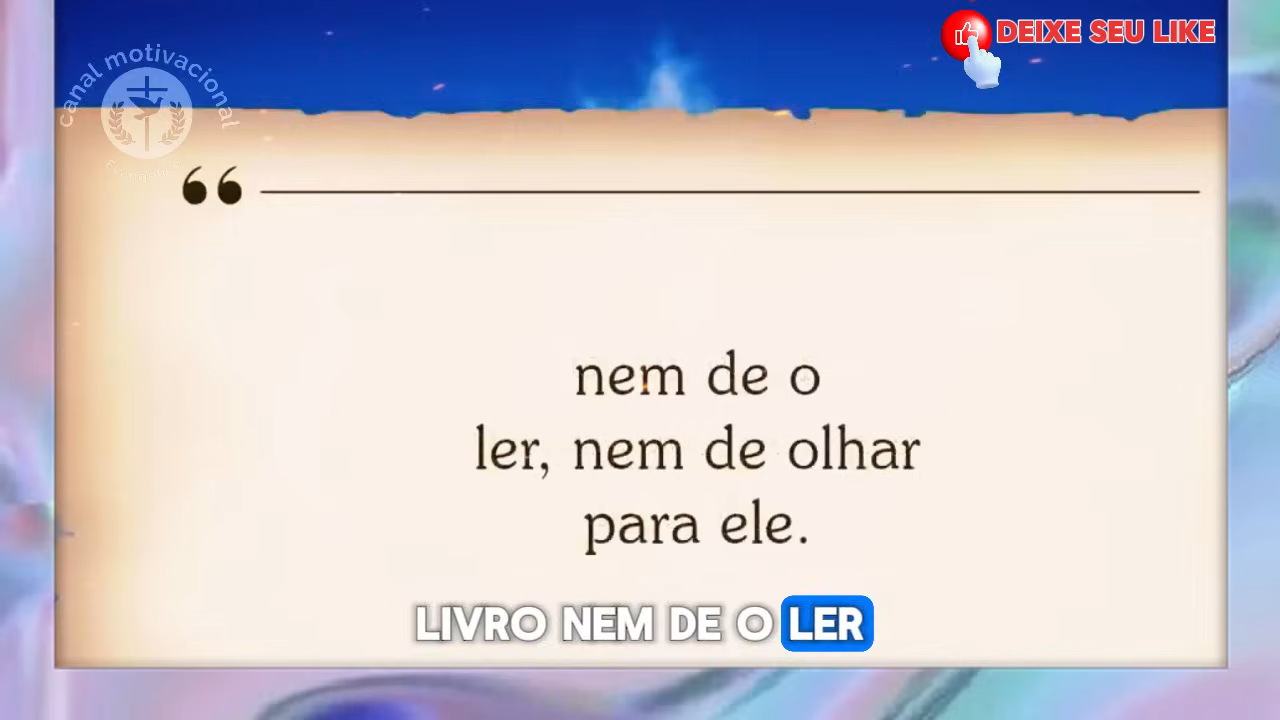 DEIXE SEU LIKE
canal motivacional
“
nem de o
ler, nem de olhar
para ele.
LIVRO NEM DE O LER